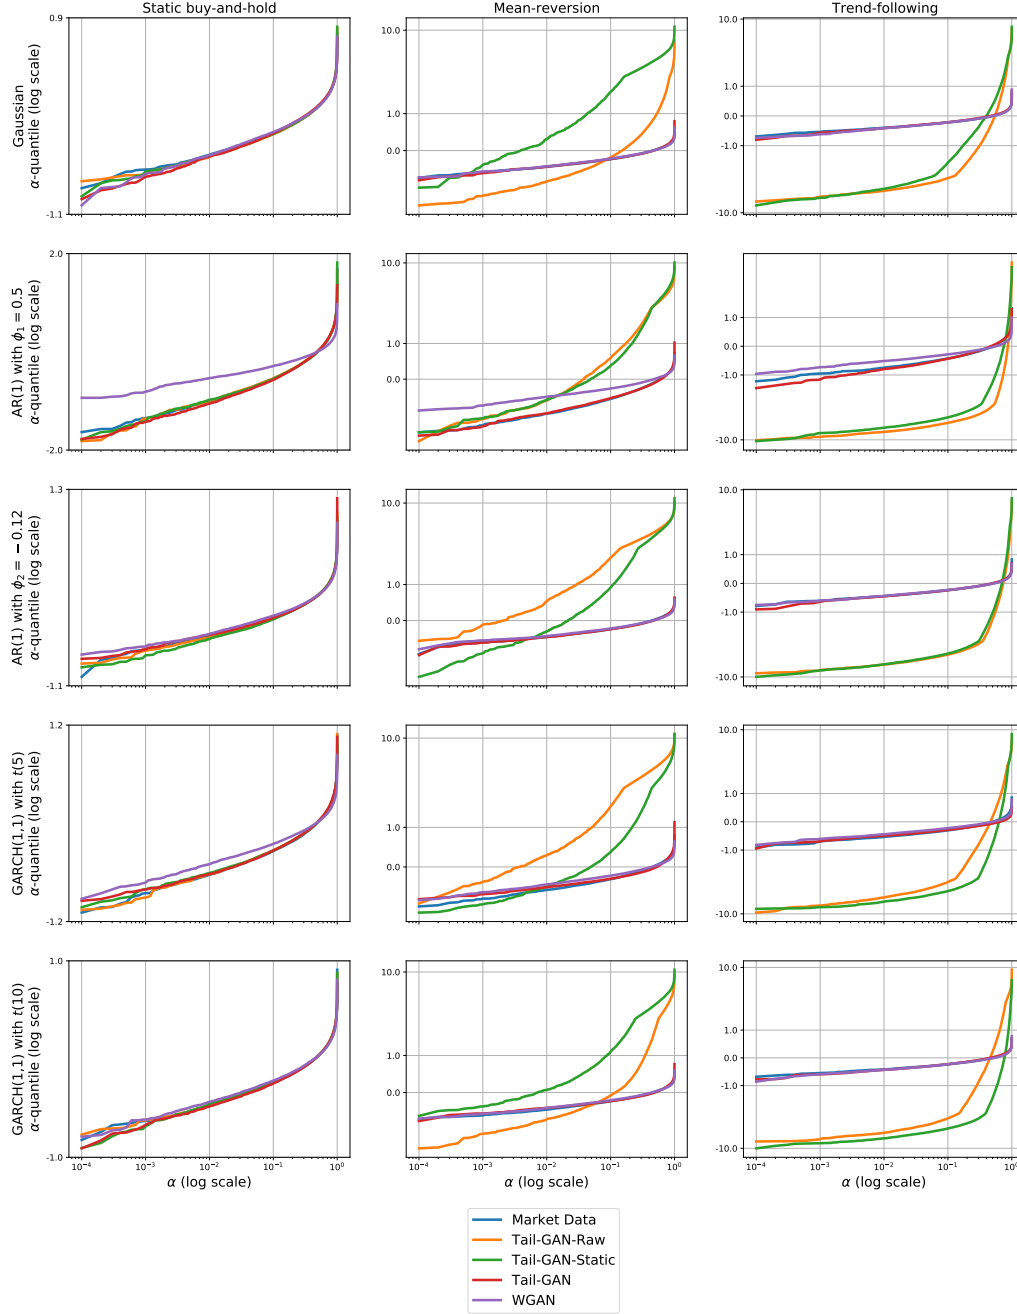 Static buy-and-hold
Mean-reversion
Trend-following
Gaussian
α-quantile (log scale)
0.9
-1.1
10.0
1.0
0.0
10.0
1.0
0.0
-1.0
-10.0
AR(1) with ϕ₁ = 0.5
α-quantile (log scale)
2.0
-2.0
10.0
1.0
0.0
1.0
0.0
-1.0
-10.0
AR(1) with ϕ₂ = − 0.12
α-quantile (log scale)
1.3
-1.1
10.0
1.0
0.0
10.0
1.0
0.0
-1.0
-10.0
GARCH(1,1) with t(5)
α-quantile (log scale)
1.2
-1.2
10.0
1.0
0.0
10.0
1.0
0.0
-1.0
-10.0
GARCH(1,1) with t(10)
α-quantile (log scale)
1.0
-1.0
10.0
1.0
0.0
10.0
1.0
0.0
-1.0
-10.0
10⁻⁴ 10⁻³ 10⁻² 10⁻¹ 10⁰
10⁻⁴ 10⁻³ 10⁻² 10⁻¹ 10⁰
10⁻⁴ 10⁻³ 10⁻² 10⁻¹ 10⁰
α (log scale)
α (log scale)
α (log scale)
Market Data
Tail-GAN-Raw
Tail-GAN-Static
Tail-GAN
WGAN